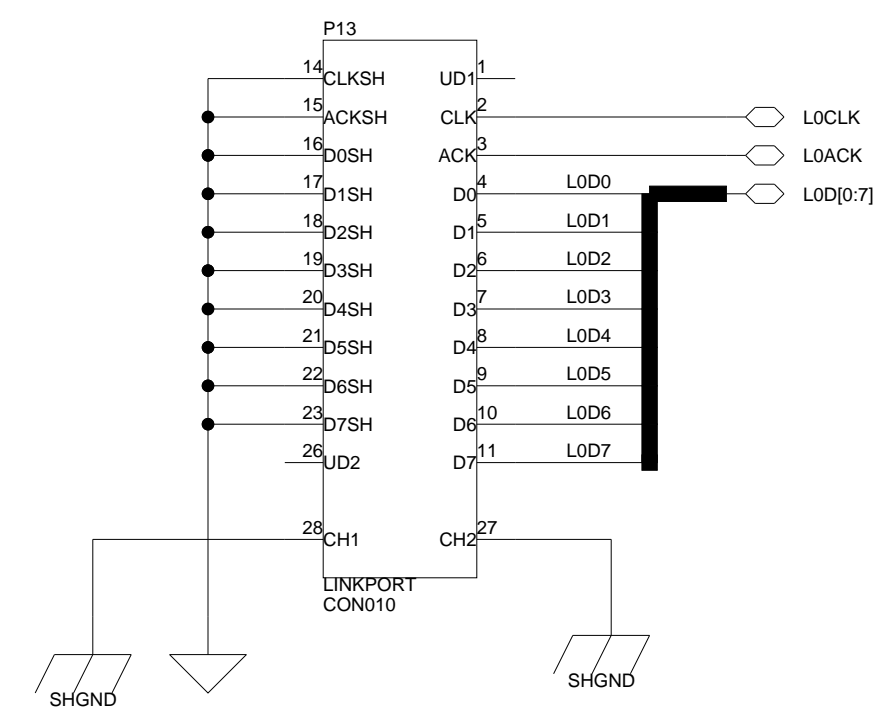 P13
14 CLKSH UD1 1
15 ACKSH CLK 2 L0CLK
16 D0SH ACK 3 L0ACK
17 D1SH D0 4 L0D0 L0D[0:7]
18 D2SH D1 5 L0D1
19 D3SH D2 6 L0D2
20 D4SH D3 7 L0D3
21 D5SH D4 8 L0D4
22 D6SH D5 9 L0D5
23 D7SH D6 10 L0D6
26 UD2 D7 11 L0D7
28 CH1 CH2 27
LINKPORT
CON010
SHGND
SHGND